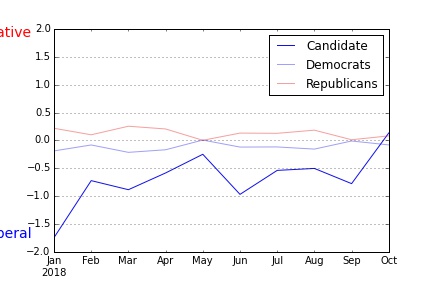 ative
2.0
1.5
1.0
0.5
0.0
−0.5
−1.0
−1.5
−2.0
beral
Candidate
Democrats
Republicans
Jan Feb Mar Apr May Jun Jul Aug Sep Oct
2018